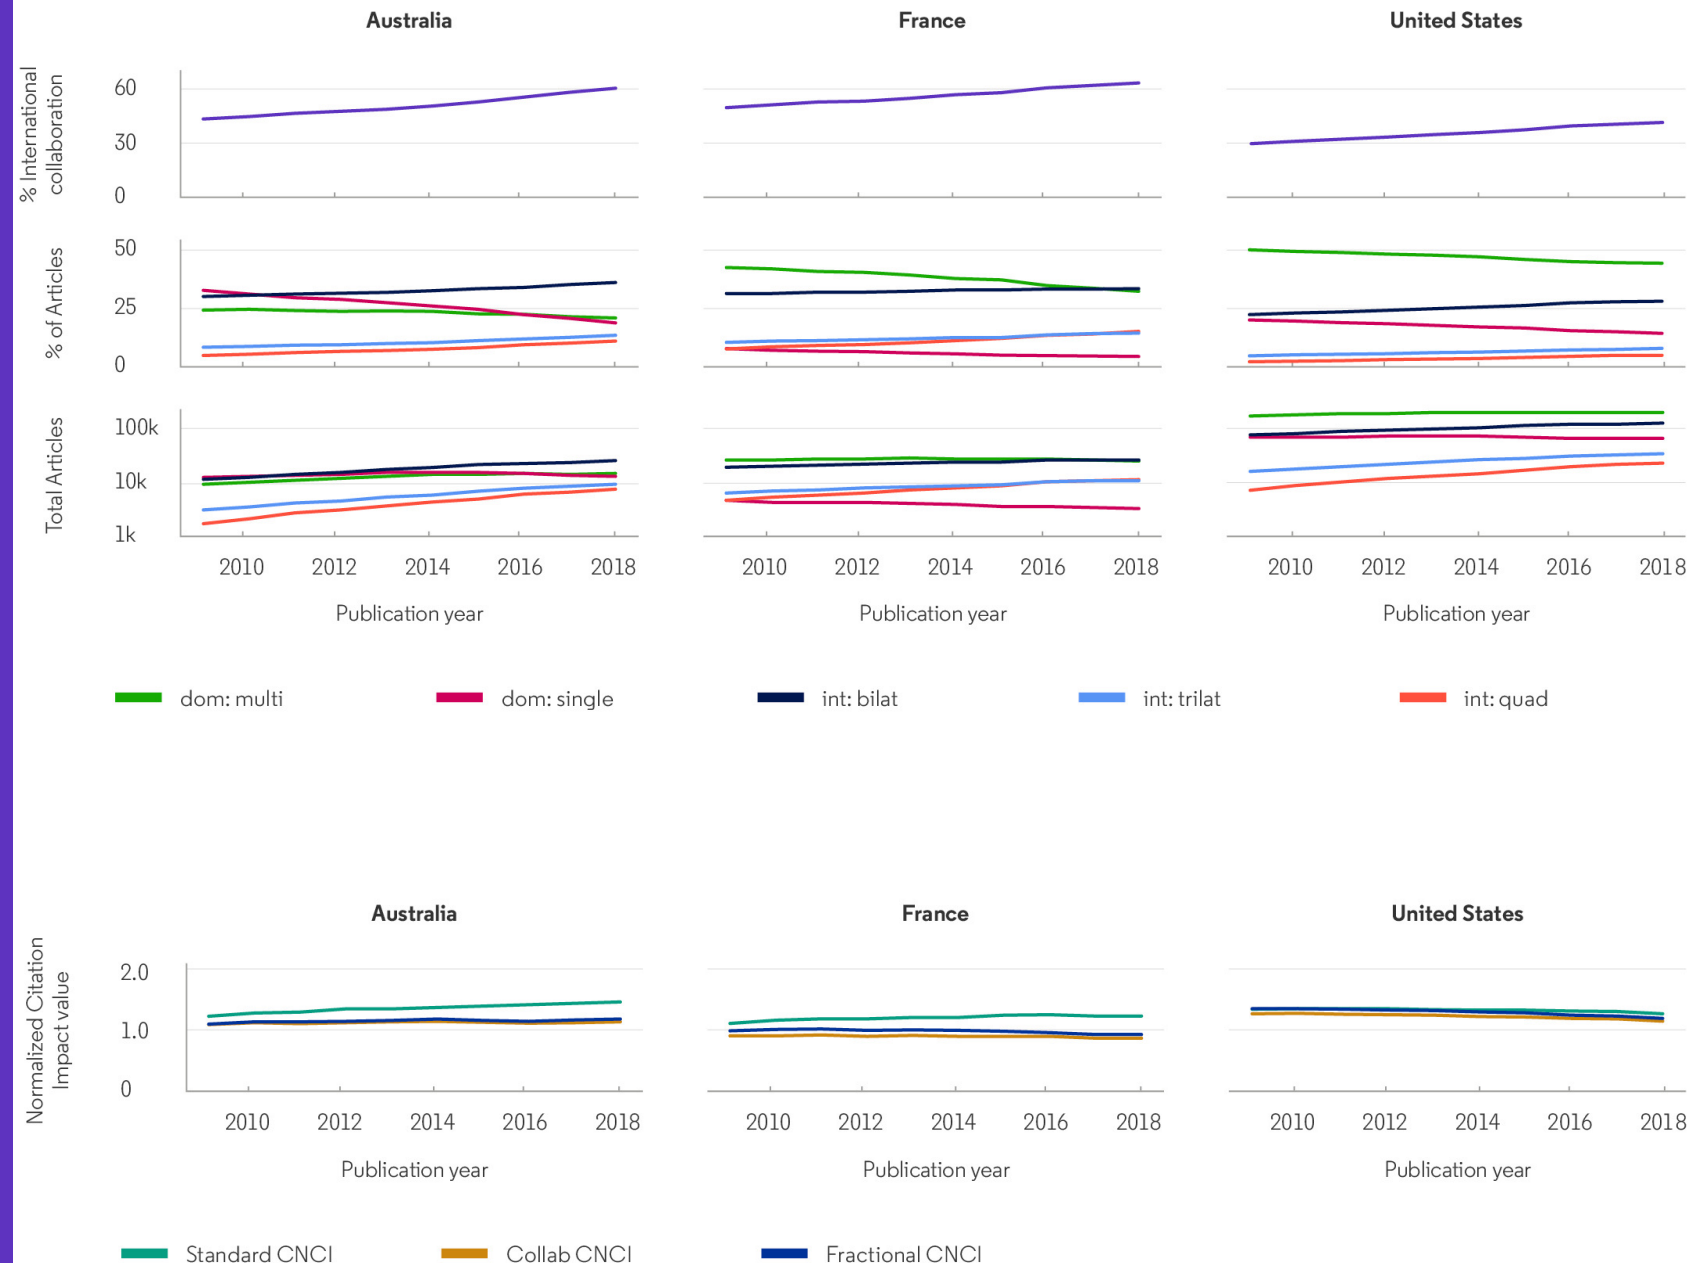 Australia
France
United States
% International
collaboration
60
30
0
% of Articles
50
25
0
Total Articles
100k
10k
1k
2010 2012 2014 2016 2018
2010 2012 2014 2016 2018
2010 2012 2014 2016 2018
Publication year
Publication year
Publication year
dom: multi
dom: single
int: bilat
int: trilat
int: quad
Australia
France
United States
Normalized Citation
Impact value
2.0
1.0
0
2010 2012 2014 2016 2018
2010 2012 2014 2016 2018
2010 2012 2014 2016 2018
Publication year
Publication year
Publication year
Standard CNCI
Collab CNCI
Fractional CNCI